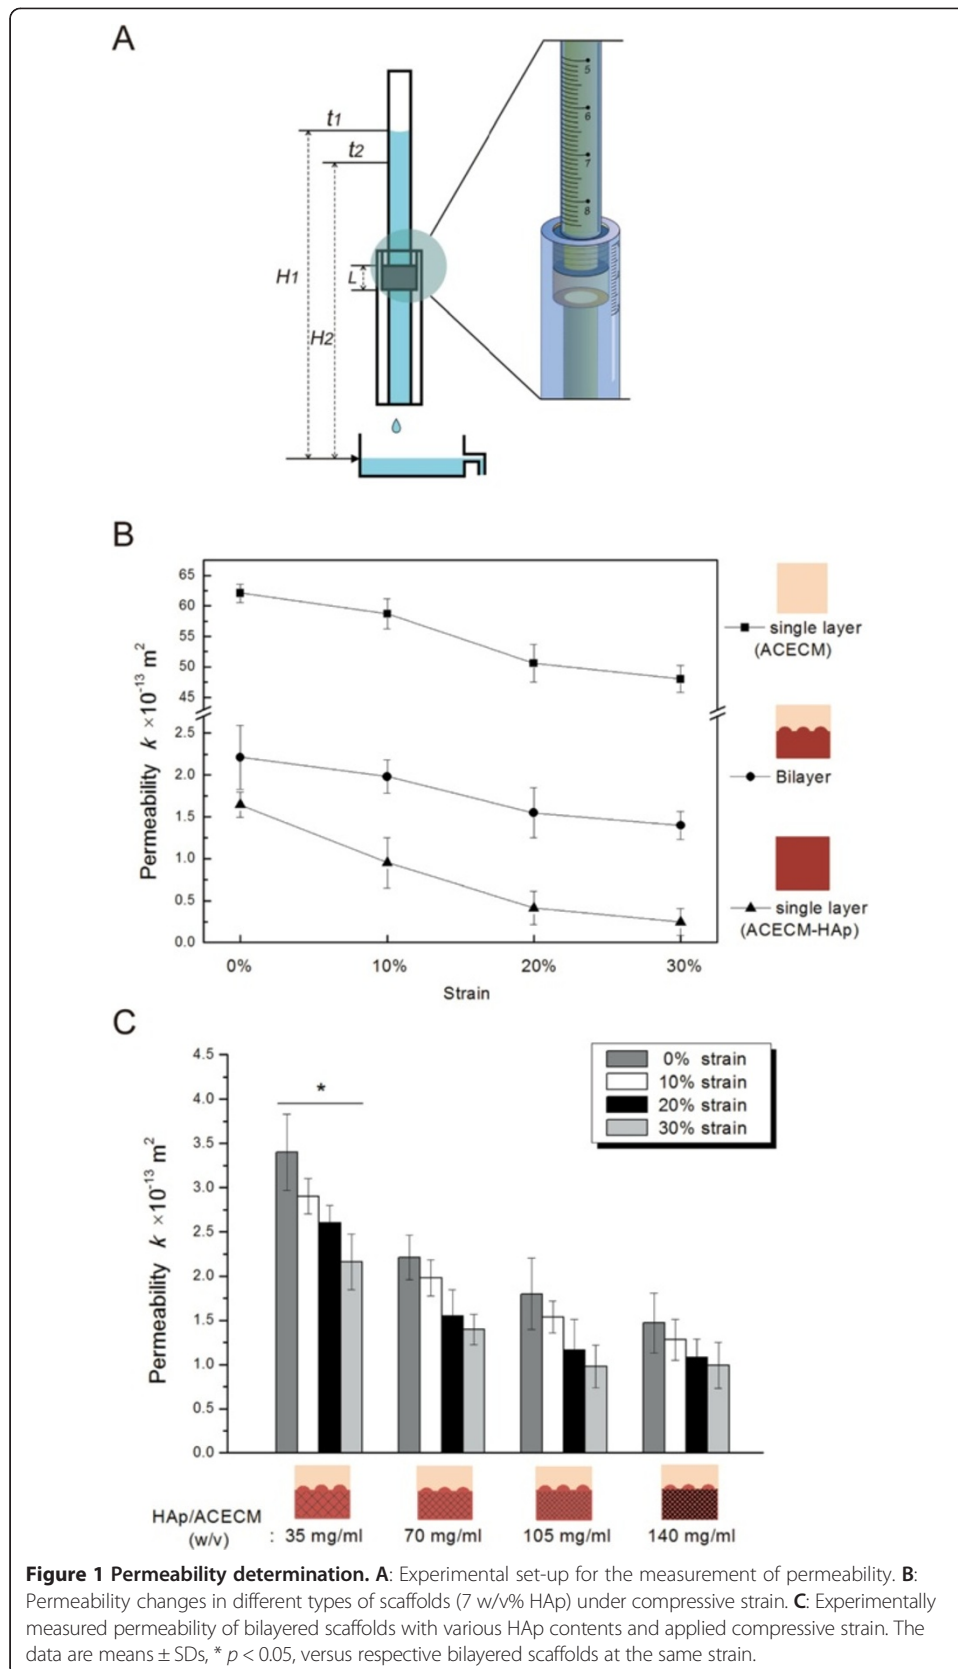 A
t1
t2
H1
H2
L
5
6
7
8
B
Permeability k ×10-13 m2
65
60
55
50
45
2.5
2.0
1.5
1.0
0.5
0.0
0% 10% 20% 30%
Strain
single layer
(ACECM)
Bilayer
single layer
(ACECM-HAp)
C
Permeability k ×10-13 m2
4.5
4.0
3.5
3.0
2.5
2.0
1.5
1.0
0.5
0.0
*
0% strain
10% strain
20% strain
30% strain
HAp/ACECM
(w/v)
: 35 mg/ml 70 mg/ml 105 mg/ml 140 mg/ml
Figure 1 Permeability determination. A: Experimental set-up for the measurement of permeability. B:
Permeability changes in different types of scaffolds (7 w/v% HAp) under compressive strain. C: Experimentally
measured permeability of bilayered scaffolds with various HAp contents and applied compressive strain. The
data are means ± SDs, * p < 0.05, versus respective bilayered scaffolds at the same strain.